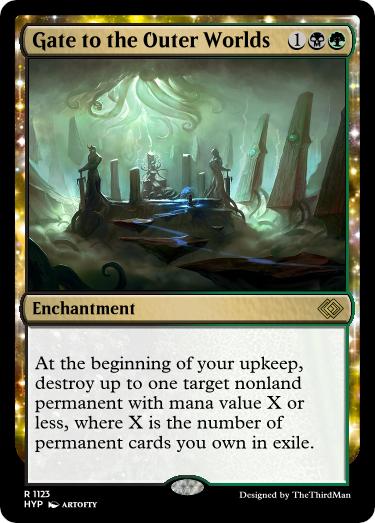 Gate to the Outer Worlds 1
Enchantment
At the beginning of your upkeep,
destroy up to one target nonland
permanent with mana value X or
less, where X is the number of
permanent cards you own in exile.
R 1123
HYP ARTOFTY
Designed by TheThirdMan